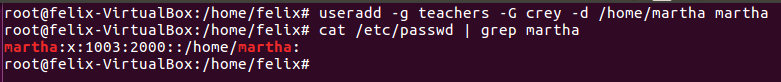 root@felix-VirtualBox:/home/felix# useradd -g teachers -G crey -d /home/martha martha
root@felix-VirtualBox:/home/felix# cat /etc/passwd | grep martha
martha:x:1003:2000::/home/martha:
root@felix-VirtualBox:/home/felix#